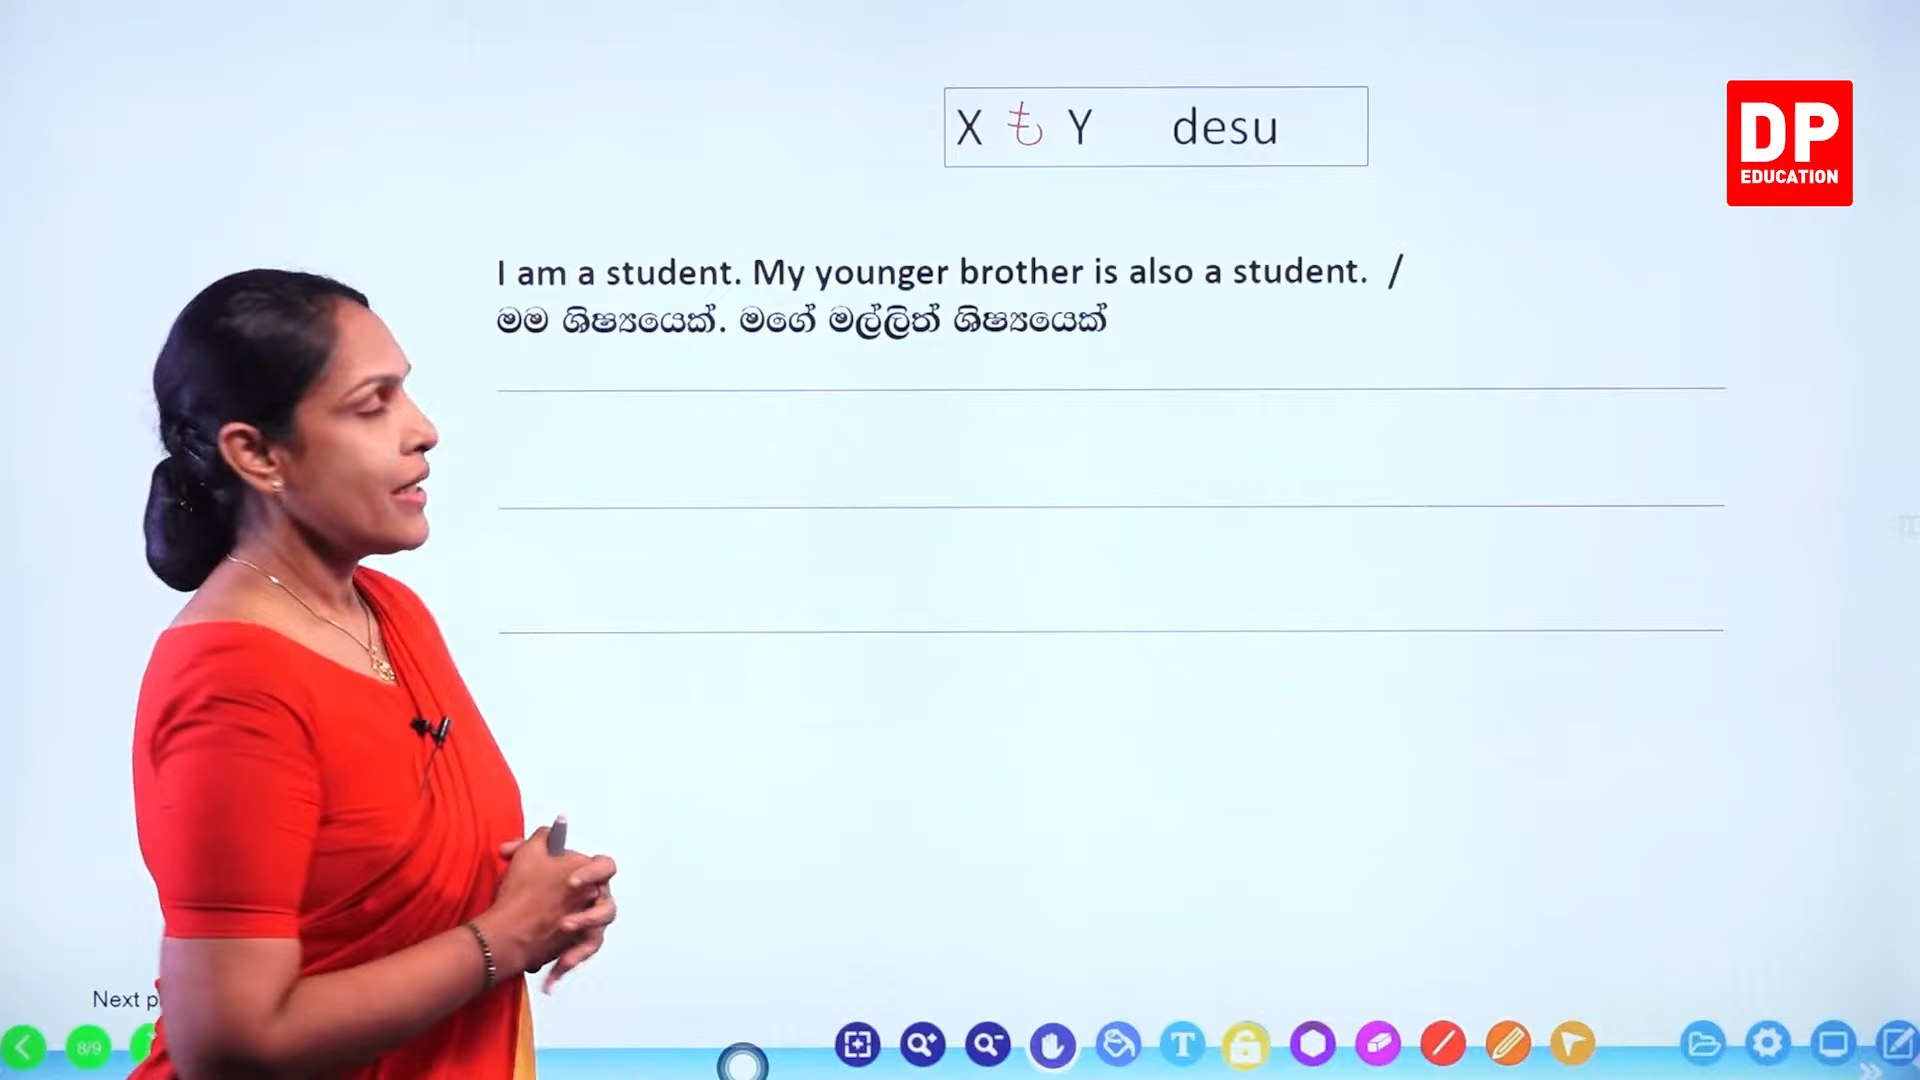 X も Y desu
DP
EDUCATION
I am a student. My younger brother is also a student. /
මම ශිෂ්‍යයෙක්. මගේ මල්ලිත් ශිෂ්‍යයෙක්
Next
8/9
T